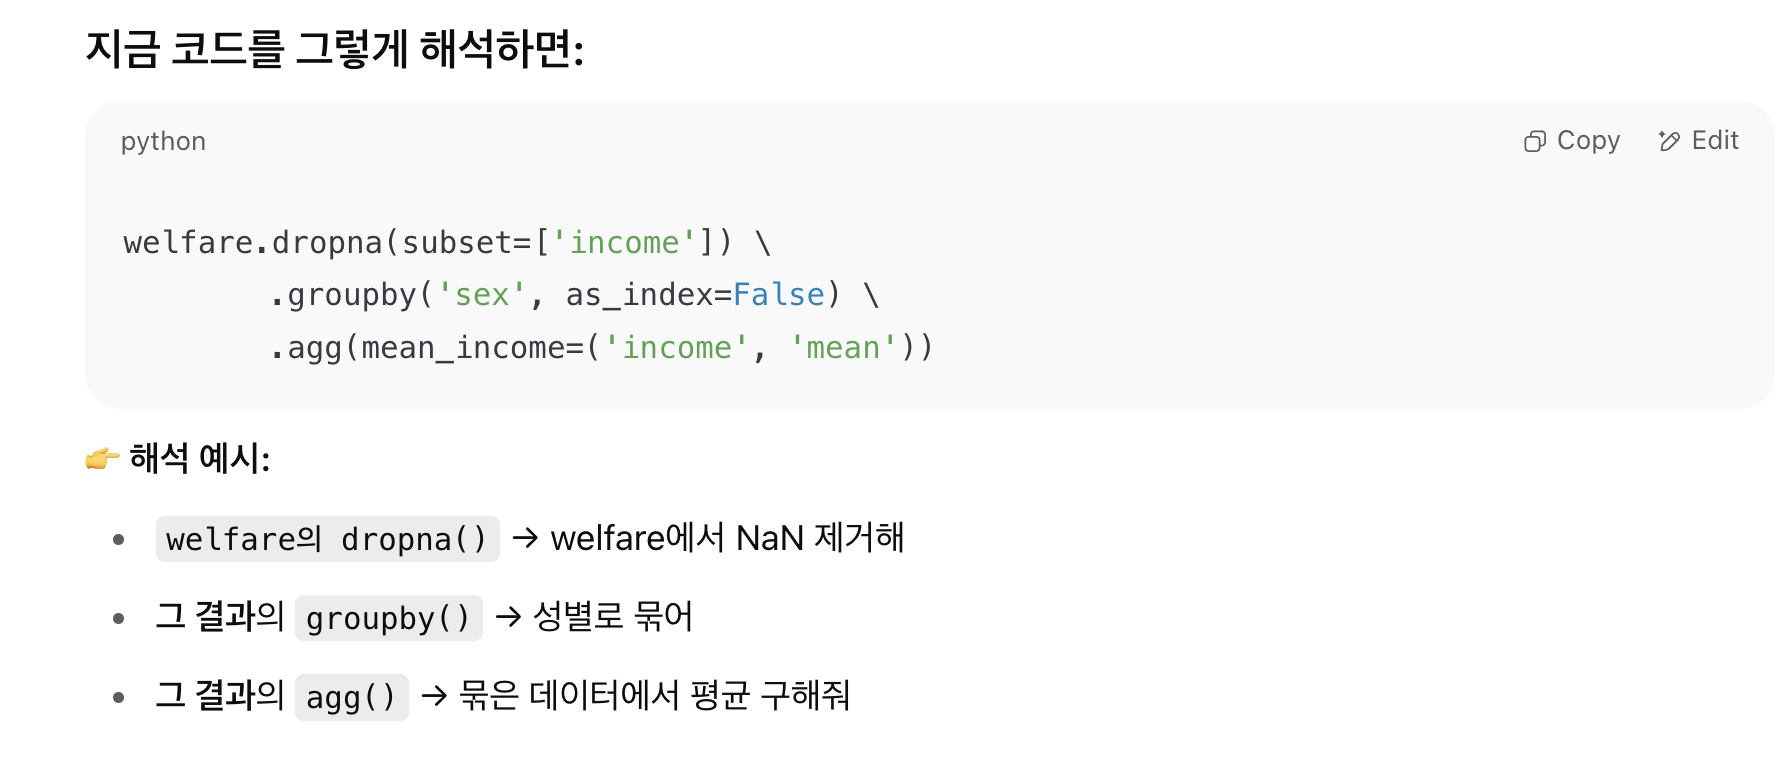 지금 코드를 그렇게 해석하면:
python
Copy
Edit
welfare.dropna(subset=['income']) \
.groupby('sex', as_index=False) \
.agg(mean_income=('income', 'mean'))
👉 해석 예시:
• welfare의 dropna() → welfare에서 NaN 제거해
• 그 결과의 groupby() → 성별로 묶어
• 그 결과의 agg() → 묶은 데이터에서 평균 구해줘